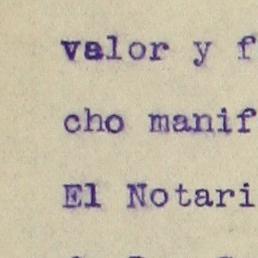 valor y f
cho manif
El Notari